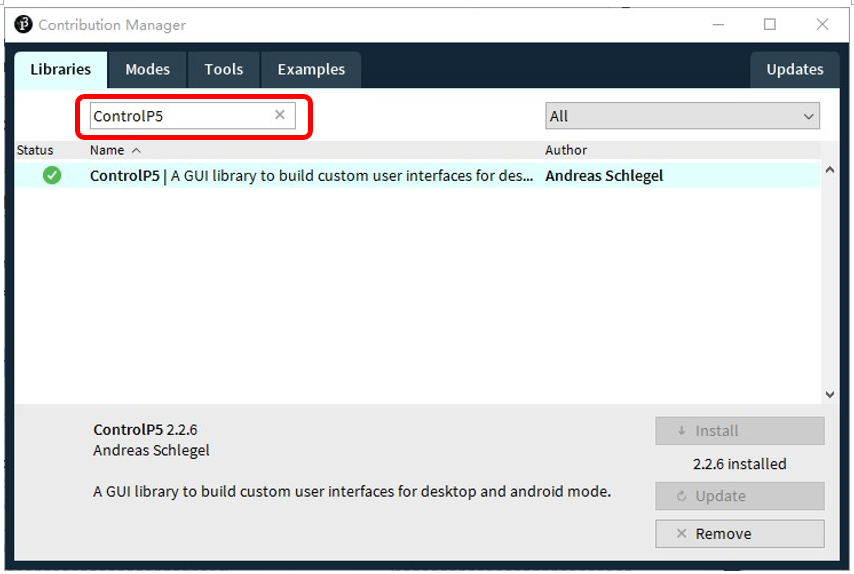 Contribution Manager
Libraries Modes Tools Examples Updates
ControlP5 All
Status Name Author
ControlP5 | A GUI library to build custom user interfaces for des... Andreas Schlegel
ControlP5 2.2.6
Andreas Schlegel
A GUI library to build custom user interfaces for desktop and android mode.
Install
2.2.6 installed
Update
Remove